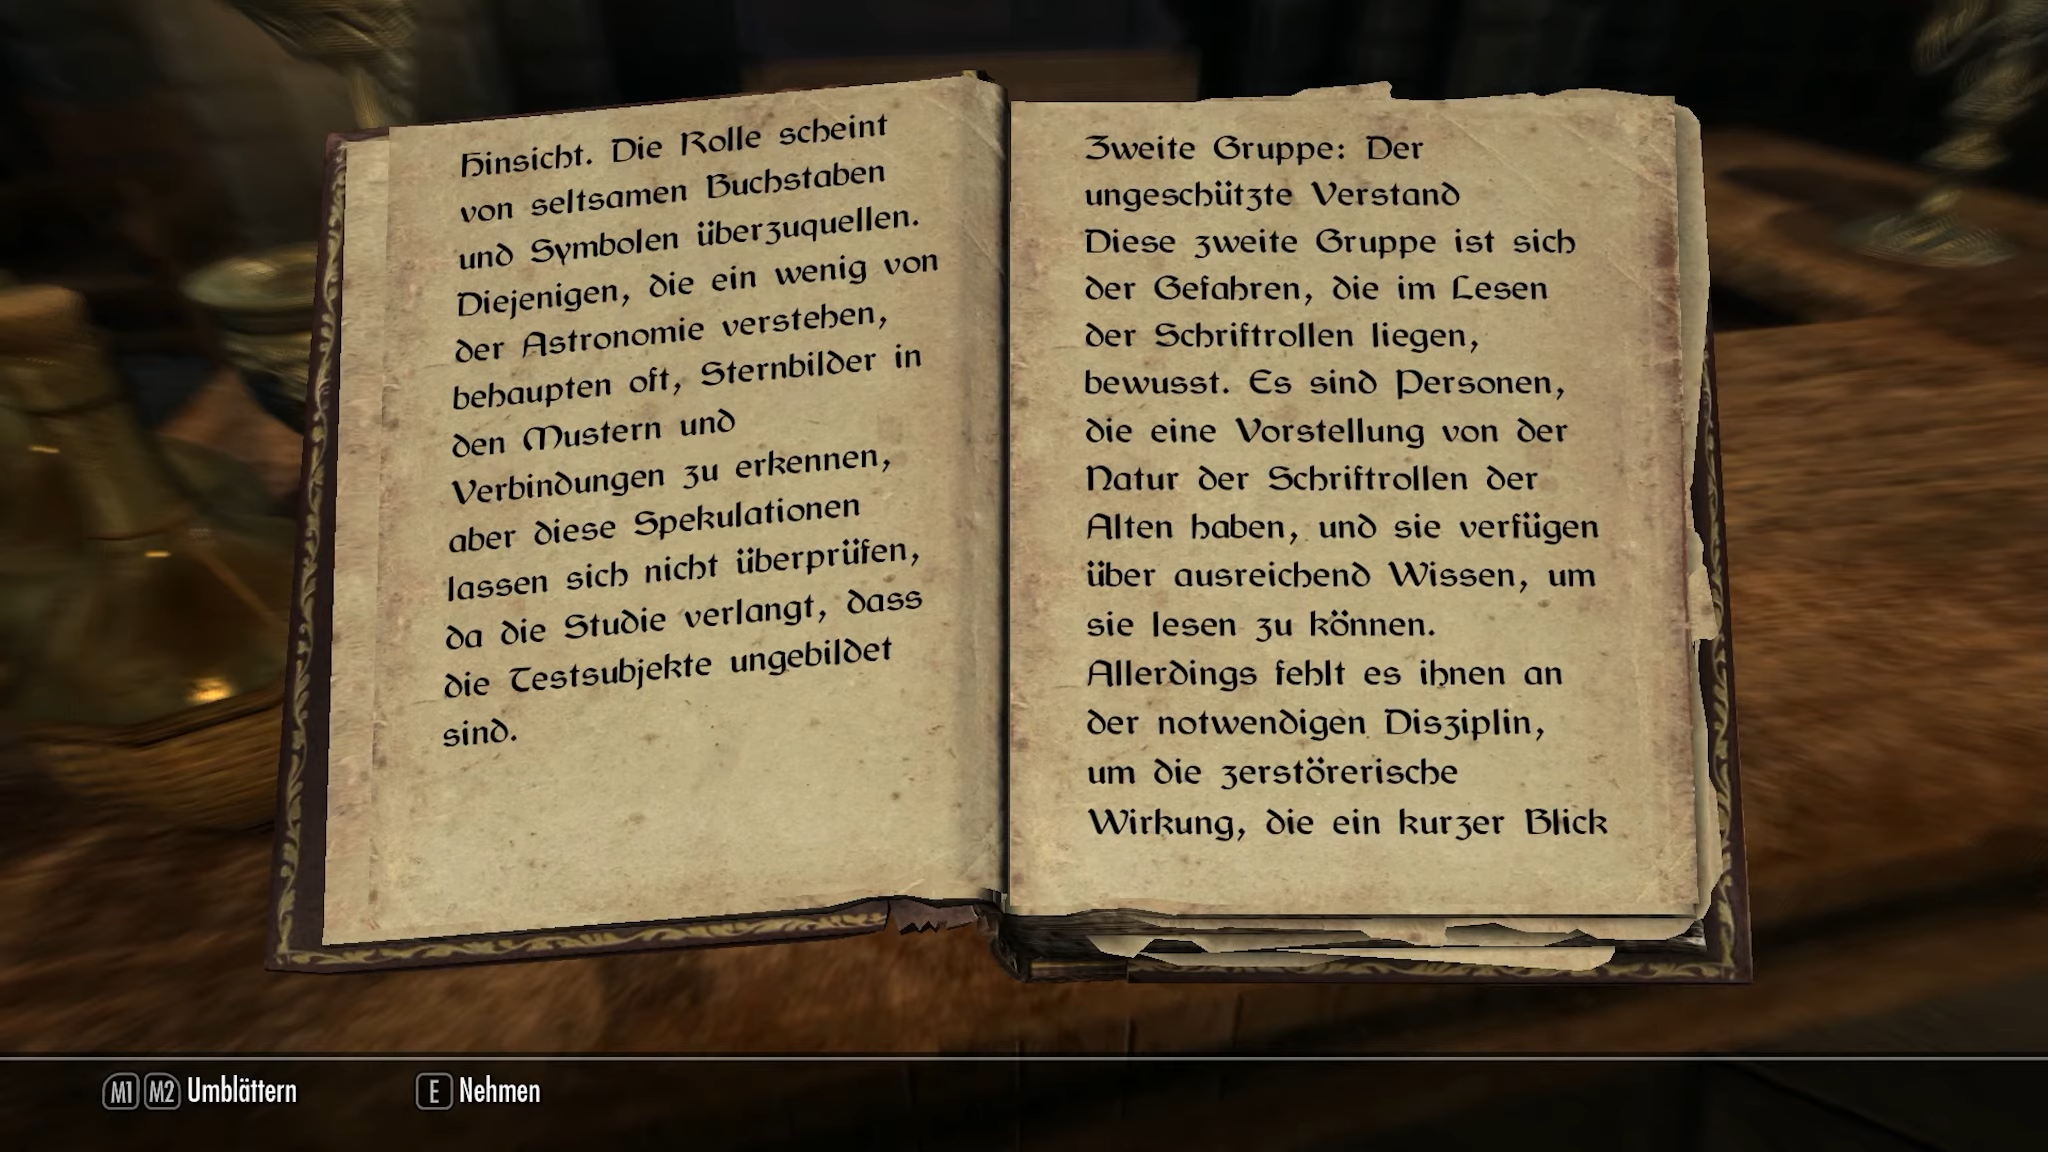 Hinsicht. Die Rolle scheint
von seltsamen Buchstaben
und Symbolen überzuquellen.
Diejenigen, die ein wenig von
der Astronomie verstehen,
behaupten oft, Sternbilder in
den Mustern und
Verbindungen zu erkennen,
aber diese Spekulationen
lassen sich nicht überprüfen,
da die Studie verlangt, dass
die Testsubjekte ungebildet
sind.
Zweite Gruppe: Der
ungeschützte Verstand
Diese zweite Gruppe ist sich
der Gefahren, die im Lesen
der Schriftrollen liegen,
bewusst. Es sind Personen,
die eine Vorstellung von der
Natur der Schriftrollen der
Alten haben, und sie verfügen
über ausreichend Wissen, um
sie lesen zu können.
Allerdings fehlt es ihnen an
der notwendigen Disziplin,
um die zerstörerische
Wirkung, die ein kurzer Blick
M1 M2 Umblättern E Nehmen